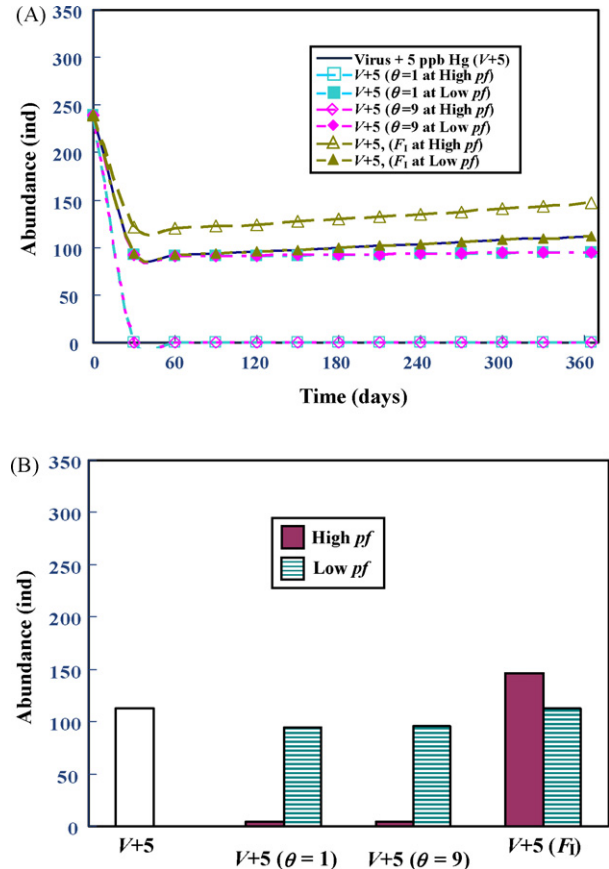 (A)
350
300
250
200
150
100
50
0
Abundance (ind)
Virus + 5 ppb Hg (V+5)
V+5 (θ=1 at High pf)
V+5 (θ=1 at Low pf)
V+5 (θ=9 at High pf)
V+5 (θ=9 at Low pf)
V+5, (F₁ at High pf)
V+5, (F₁ at Low pf)
0 60 120 180 240 300 360
Time (days)
(B)
350
300
250
200
150
100
50
0
Abundance (ind)
High pf
Low pf
V+5 V+5 (θ = 1) V+5 (θ = 9) V+5 (F₁)